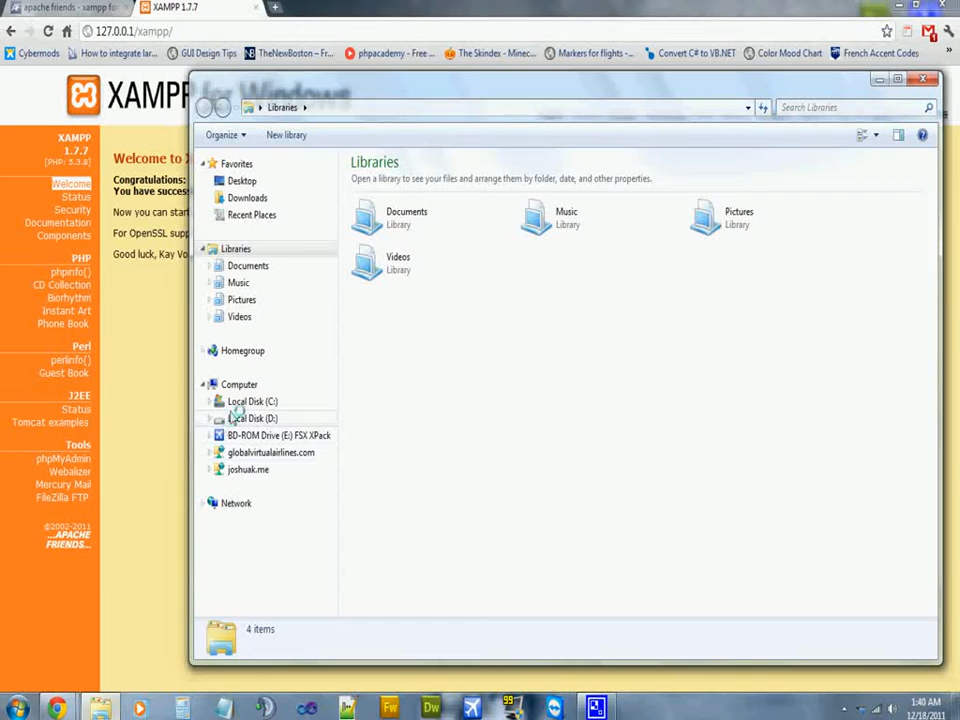 apache friends - xampp fo
XAMPP 1.7.7
127.0.0.1/xampp/
Cybermods
How to integrate lar...
GUI Design Tips
TheNewBoston – Fr...
phpacademy - Free ...
The Skindex - Minec...
Markers for flights -...
Convert C# to VB.NET
Color Mood Chart
French Accent Codes
XAMPP for Windows
XAMPP
1.7.7
[PHP: 5.3.8]
Welcome
Status
Security
Documentation
Components
PHP
phpinfo()
CD Collection
Biorhythm
Instant Art
Phone Book
Perl
perlinfo()
Guest Book
J2EE
Status
Tomcat examples
Tools
phpMyAdmin
Webalizer
Mercury Mail
FileZilla FTP
©2002-2011
...APACHE
FRIENDS...
Welcome to
Congratulations:
You have succes
Now you can start
For OpenSSL supp
Good luck, Kay Vo
Libraries
Search Libraries
Organize
New library
Favorites
Desktop
Downloads
Recent Places
Libraries
Documents
Music
Pictures
Videos
Homegroup
Computer
Local Disk (C:)
Local Disk (D:)
BD-ROM Drive (E:) FSX XPack
globalvirtualairlines.com
joshuak.me
Network
Libraries
Open a library to see your files and arrange them by folder, date, and other properties.
Documents
Library
Music
Library
Pictures
Library
Videos
Library
4 items
Fw
Dw
99
1:40 AM
12/18/2011